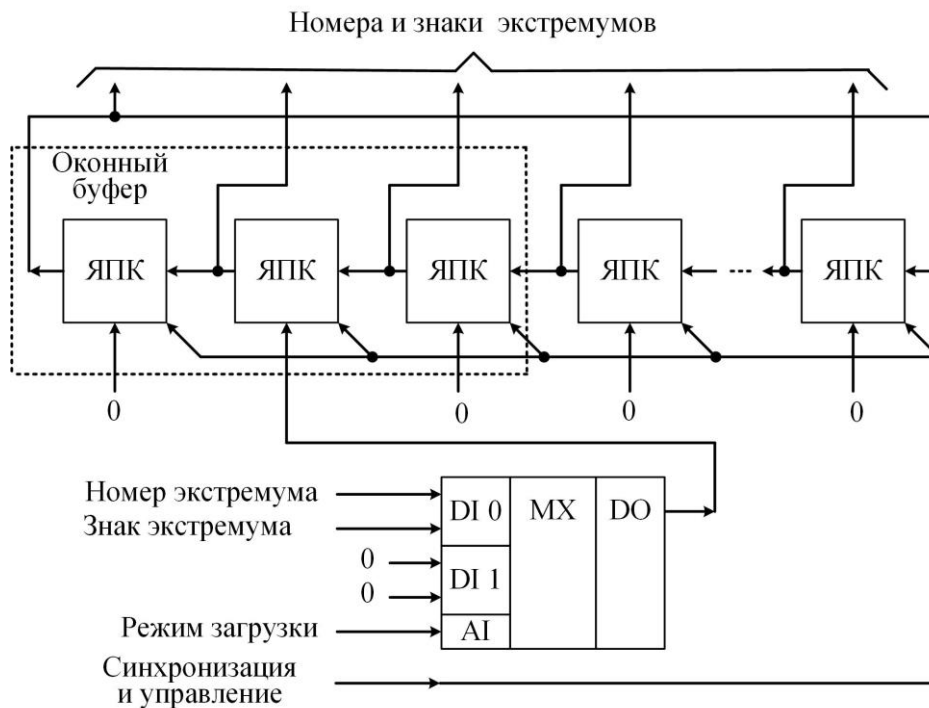 Номера и знаки экстремумов
Оконный
буфер
ЯПК ЯПК ЯПК ЯПК ЯПК
0 0 0 0
Номер экстремума
Знак экстремума
DI 0 MX DO
0
0
DI 1
Режим загрузки
AI
Синхронизация
и управление